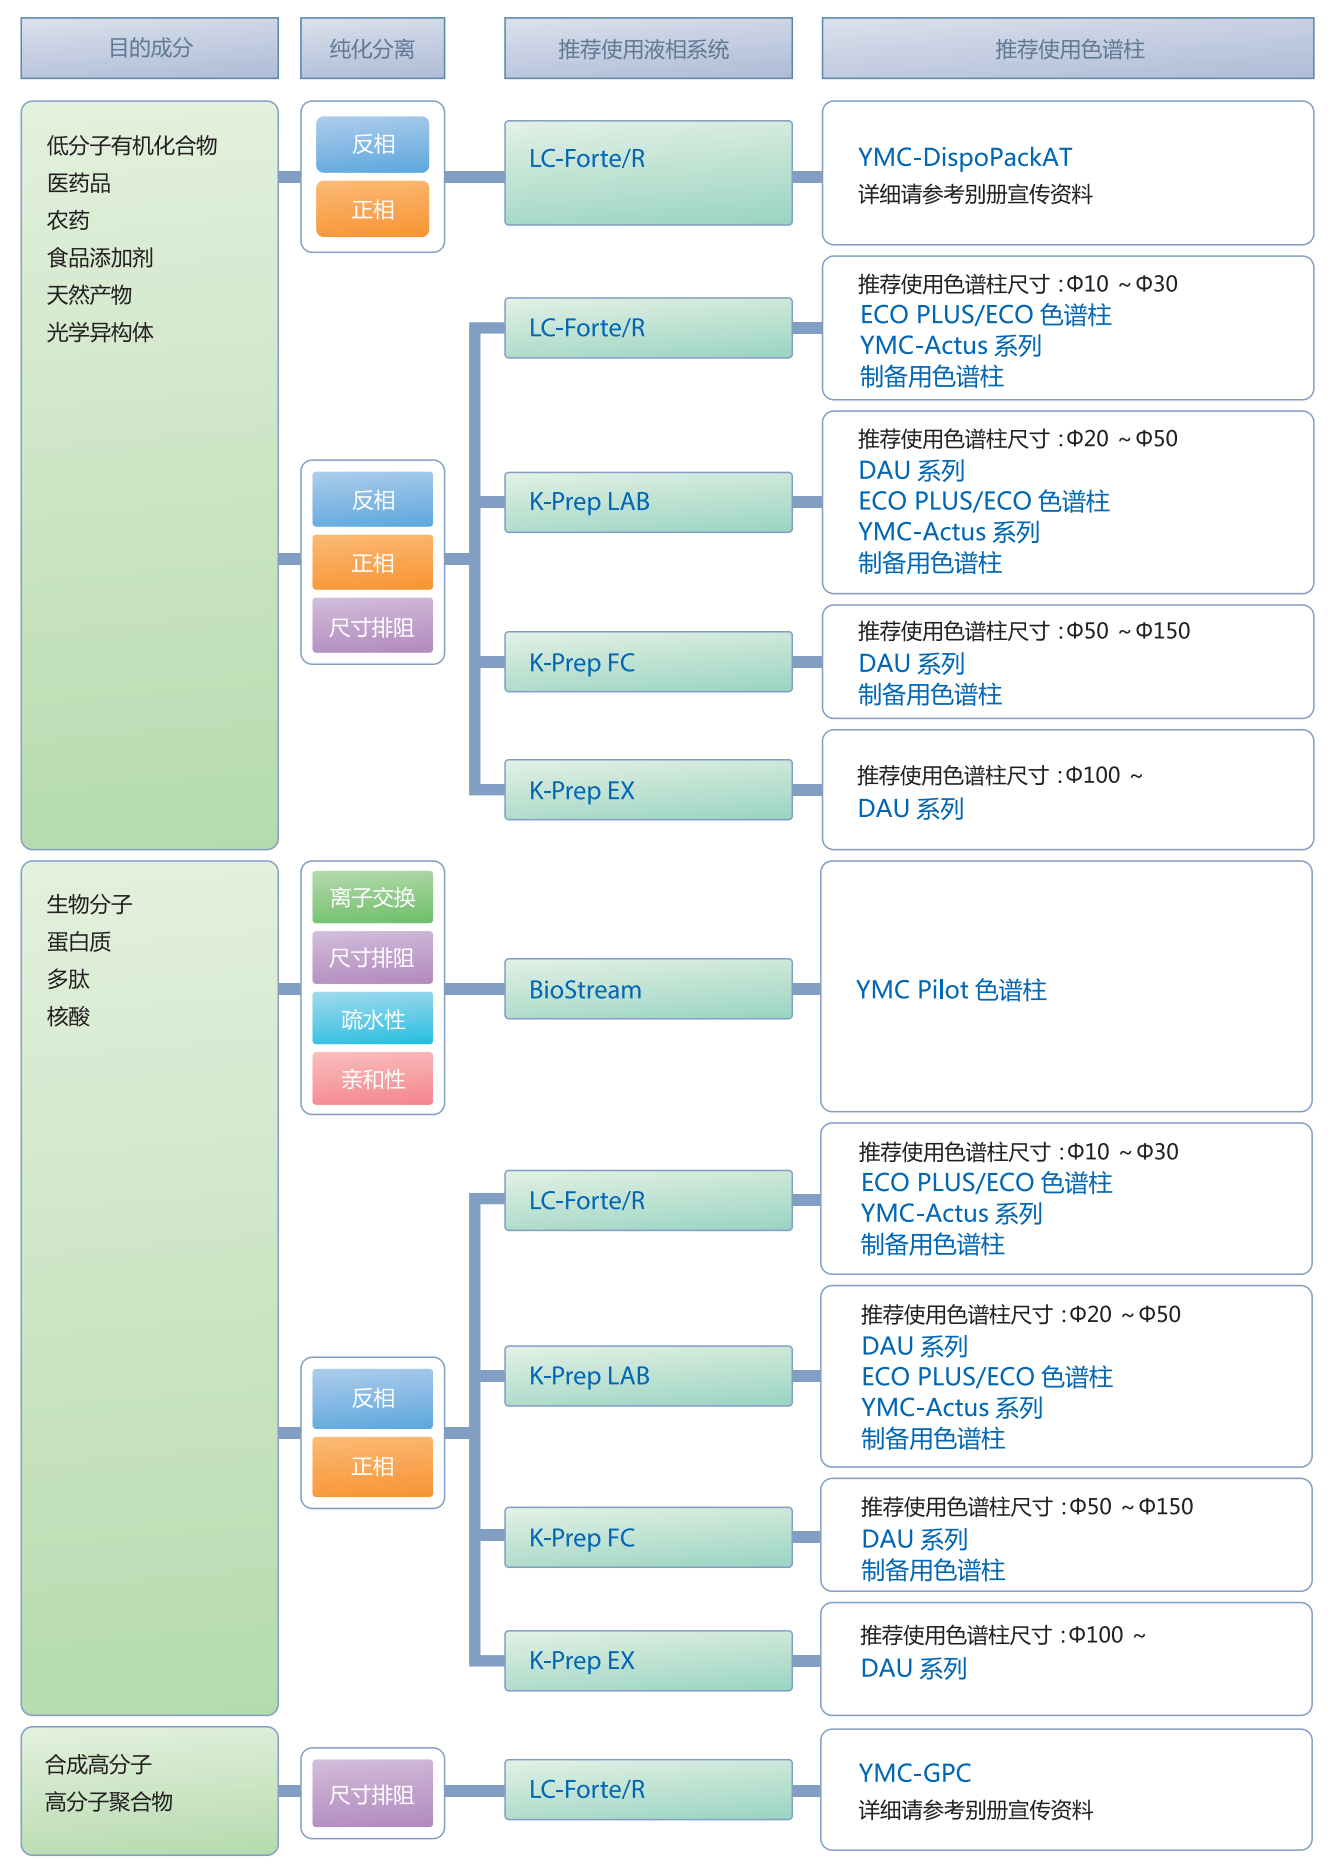 目的成分
纯化分离
推荐使用液相系统
推荐使用色谱柱
低分子有机化合物
医药品
农药
食品添加剂
天然产物
光学异构体
反相
正相
LC-Forte/R
YMC-DispoPackAT
详细请参考别册宣传资料
反相
正相
尺寸排阻
LC-Forte/R
推荐使用色谱柱尺寸 : Φ10 ~ Φ30
ECO PLUS/ECO 色谱柱
YMC-Actus 系列
制备用色谱柱
K-Prep LAB
推荐使用色谱柱尺寸 : Φ20 ~ Φ50
DAU 系列
ECO PLUS/ECO 色谱柱
YMC-Actus 系列
制备用色谱柱
K-Prep FC
推荐使用色谱柱尺寸 : Φ50 ~ Φ150
DAU 系列
制备用色谱柱
K-Prep EX
推荐使用色谱柱尺寸 : Φ100 ~
DAU 系列
生物分子
蛋白质
多肽
核酸
离子交换
尺寸排阻
疏水性
亲和性
BioStream
YMC Pilot 色谱柱
反相
正相
LC-Forte/R
推荐使用色谱柱尺寸 : Φ10 ~ Φ30
ECO PLUS/ECO 色谱柱
YMC-Actus 系列
制备用色谱柱
K-Prep LAB
推荐使用色谱柱尺寸 : Φ20 ~ Φ50
DAU 系列
ECO PLUS/ECO 色谱柱
YMC-Actus 系列
制备用色谱柱
K-Prep FC
推荐使用色谱柱尺寸 : Φ50 ~ Φ150
DAU 系列
制备用色谱柱
K-Prep EX
推荐使用色谱柱尺寸 : Φ100 ~
DAU 系列
合成高分子
高分子聚合物
尺寸排阻
LC-Forte/R
YMC-GPC
详细请参考别册宣传资料